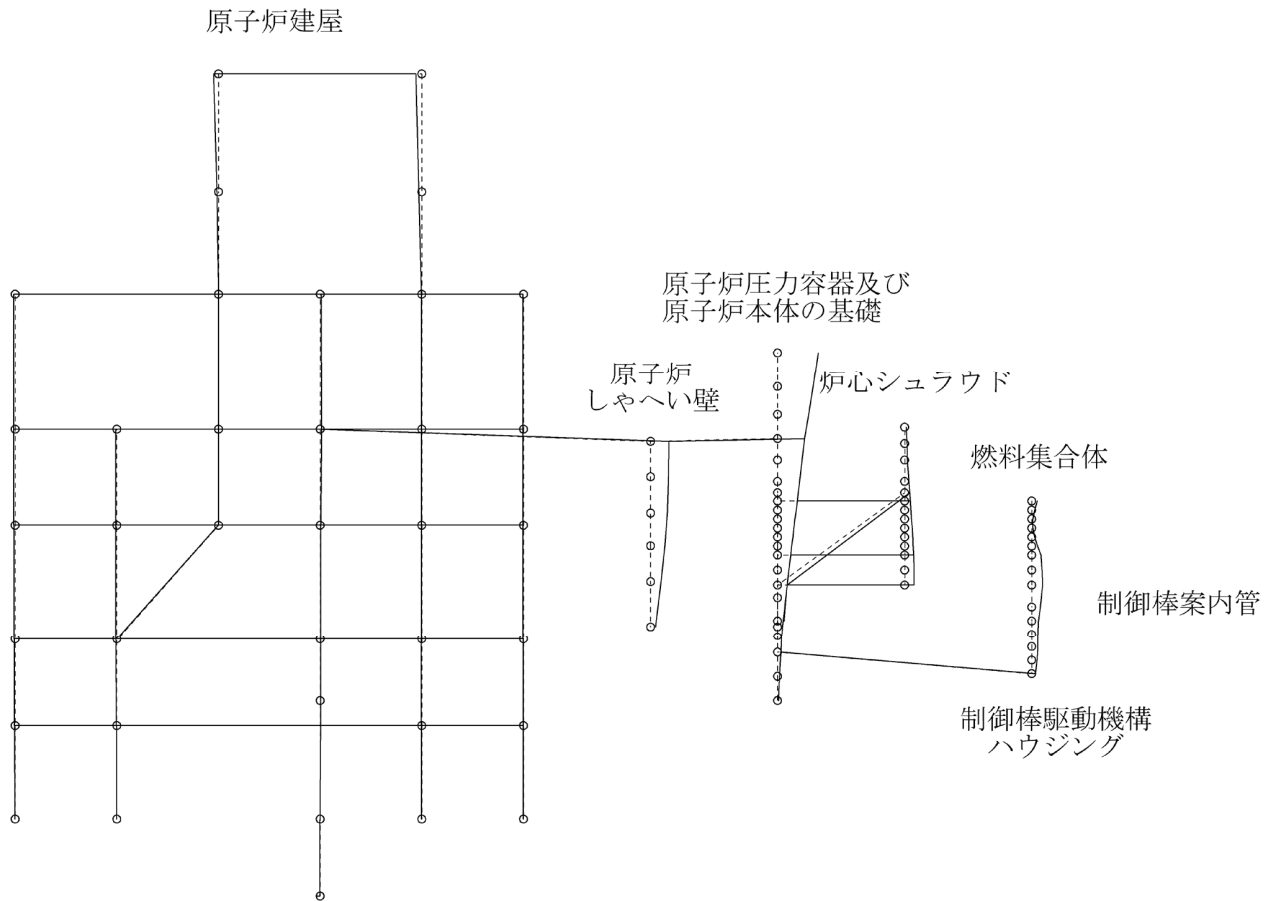 原子炉建屋
原子炉圧力容器及び
原子炉本体の基礎
原子炉
しゃへい壁
炉心シュラウド
燃料集合体
制御棒案内管
制御棒駆動機構
ハウジング